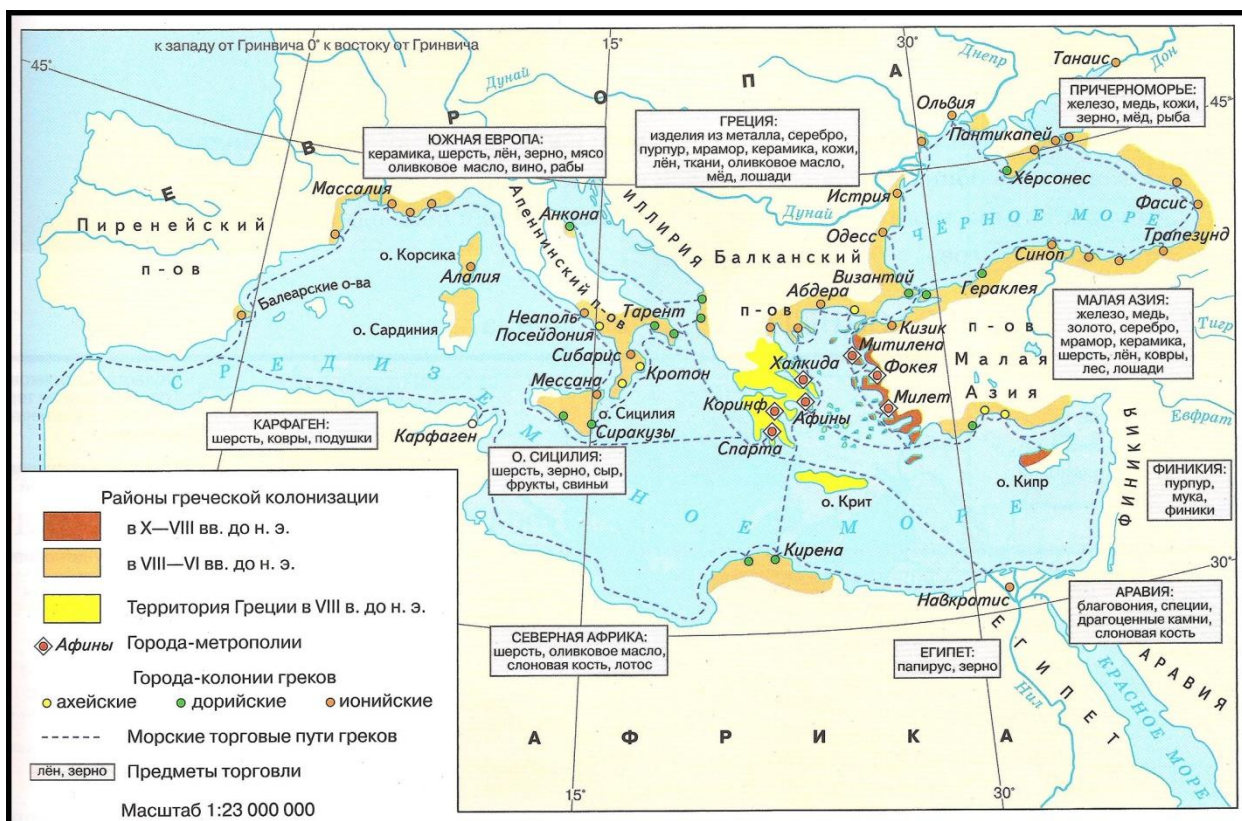 к западу от Гринвича 0° к востоку от Гринвича
15°
30°
45°
45°
Е В Р О П А
Дунай
Днепр
Дон
Танаис
Ольвия
ПРИЧЕРНОМОРЬЕ:
железо, медь, кожи,
зерно, мёд, рыба
ЮЖНАЯ ЕВРОПА:
керамика, шерсть, лён, зерно, мясо
оливковое масло, вино, рабы
ГРЕЦИЯ:
изделия из металла, серебро,
пурпур, мрамор, керамика, кожи,
лён, ткани, оливковое масло,
мёд, лошади
Пантикапей
Херсонес
Массалия
Пиренейский
п-ов
Апеннинский п-ов
Анкона
ИЛЛИРИЯ
Дунай
Истрия
Фасис
ЧЁРНОЕ МОРЕ
Одесс
Трапезунд
Синоп
о. Корсика
Алалия
Балканский
п-ов
Византий
Гераклея
Балеарские о-ва
о. Сардиния
Неаполь
Посейдония
Тарент
Абдера
Кизик
п-ов
Малая
Азия
МАЛАЯ АЗИЯ:
железо, медь,
золото, серебро,
мрамор, керамика,
шерсть, лён, ковры,
лес, лошади
Тигр
Евфрат
Сибарис
Кротон
Митилена
Халкида
Фокея
Милет
СРЕДИЗЕМНОЕ МОРЕ
Мессана
о. Сицилия
Сиракузы
Коринф
Афины
Спарта
КАРФАГЕН:
шерсть, ковры, подушки
Карфаген
О. СИЦИЛИЯ:
шерсть, зерно, сыр,
фрукты, свиньи
о. Крит
о. Кипр
ФИНИКИЯ
ФИНИКИЯ:
пурпур,
мука,
финики
Кирена
Навкратис
30°
СЕВЕРНАЯ АФРИКА:
шерсть, оливковое масло,
слоновая кость, лотос
ЕГИПЕТ:
папирус, зерно
АРАВИЯ:
благовония, специи,
драгоценные камни,
слоновая кость
ЕГИПЕТ
Нил
КРАСНОЕ МОРЕ
АРАВИЯ
АФРИКА
15°
30°
Районы греческой колонизации
в X—VIII вв. до н. э.
в VIII—VI вв. до н. э.
Территория Греции в VIII в. до н. э.
Афины Города-метрополии
Города-колонии греков
ахейские дорийские ионийские
Морские торговые пути греков
лён, зерно Предметы торговли
Масштаб 1:23 000 000